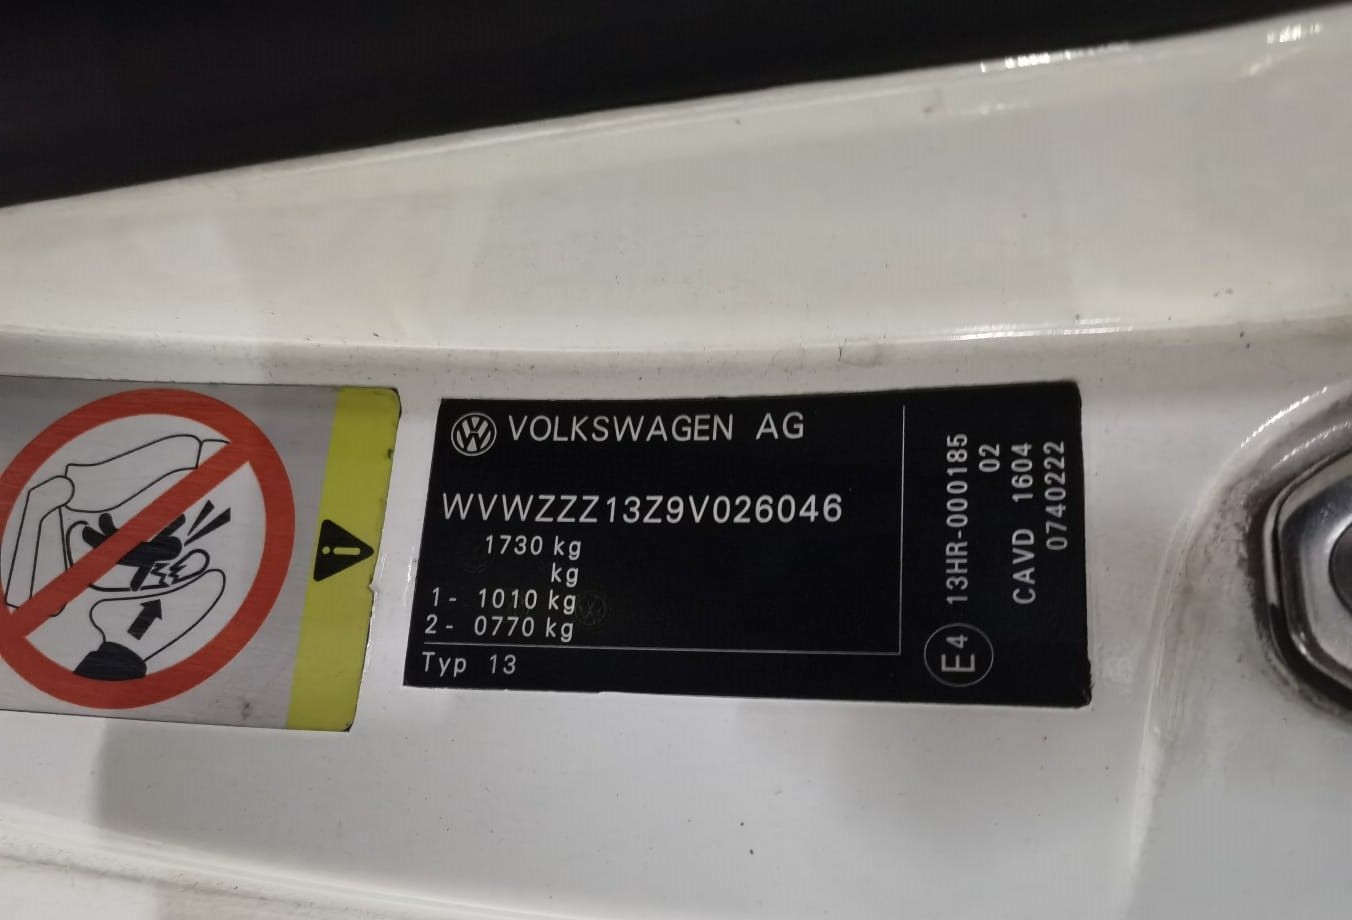 VOLKSWAGEN AG
WVWZZZ13Z9V026046
1730 kg
kg
1- 1010 kg
2- 0770 kg
Typ 13
E4 13HR-000185
02
CAVD 1604
0740222